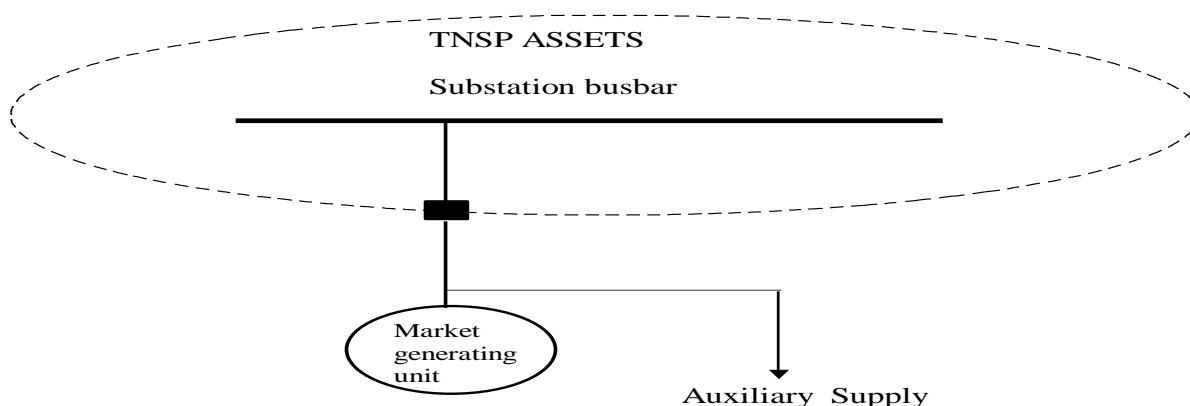 TNSP ASSETS
Substation busbar
Market
generating
unit
Auxiliary Supply